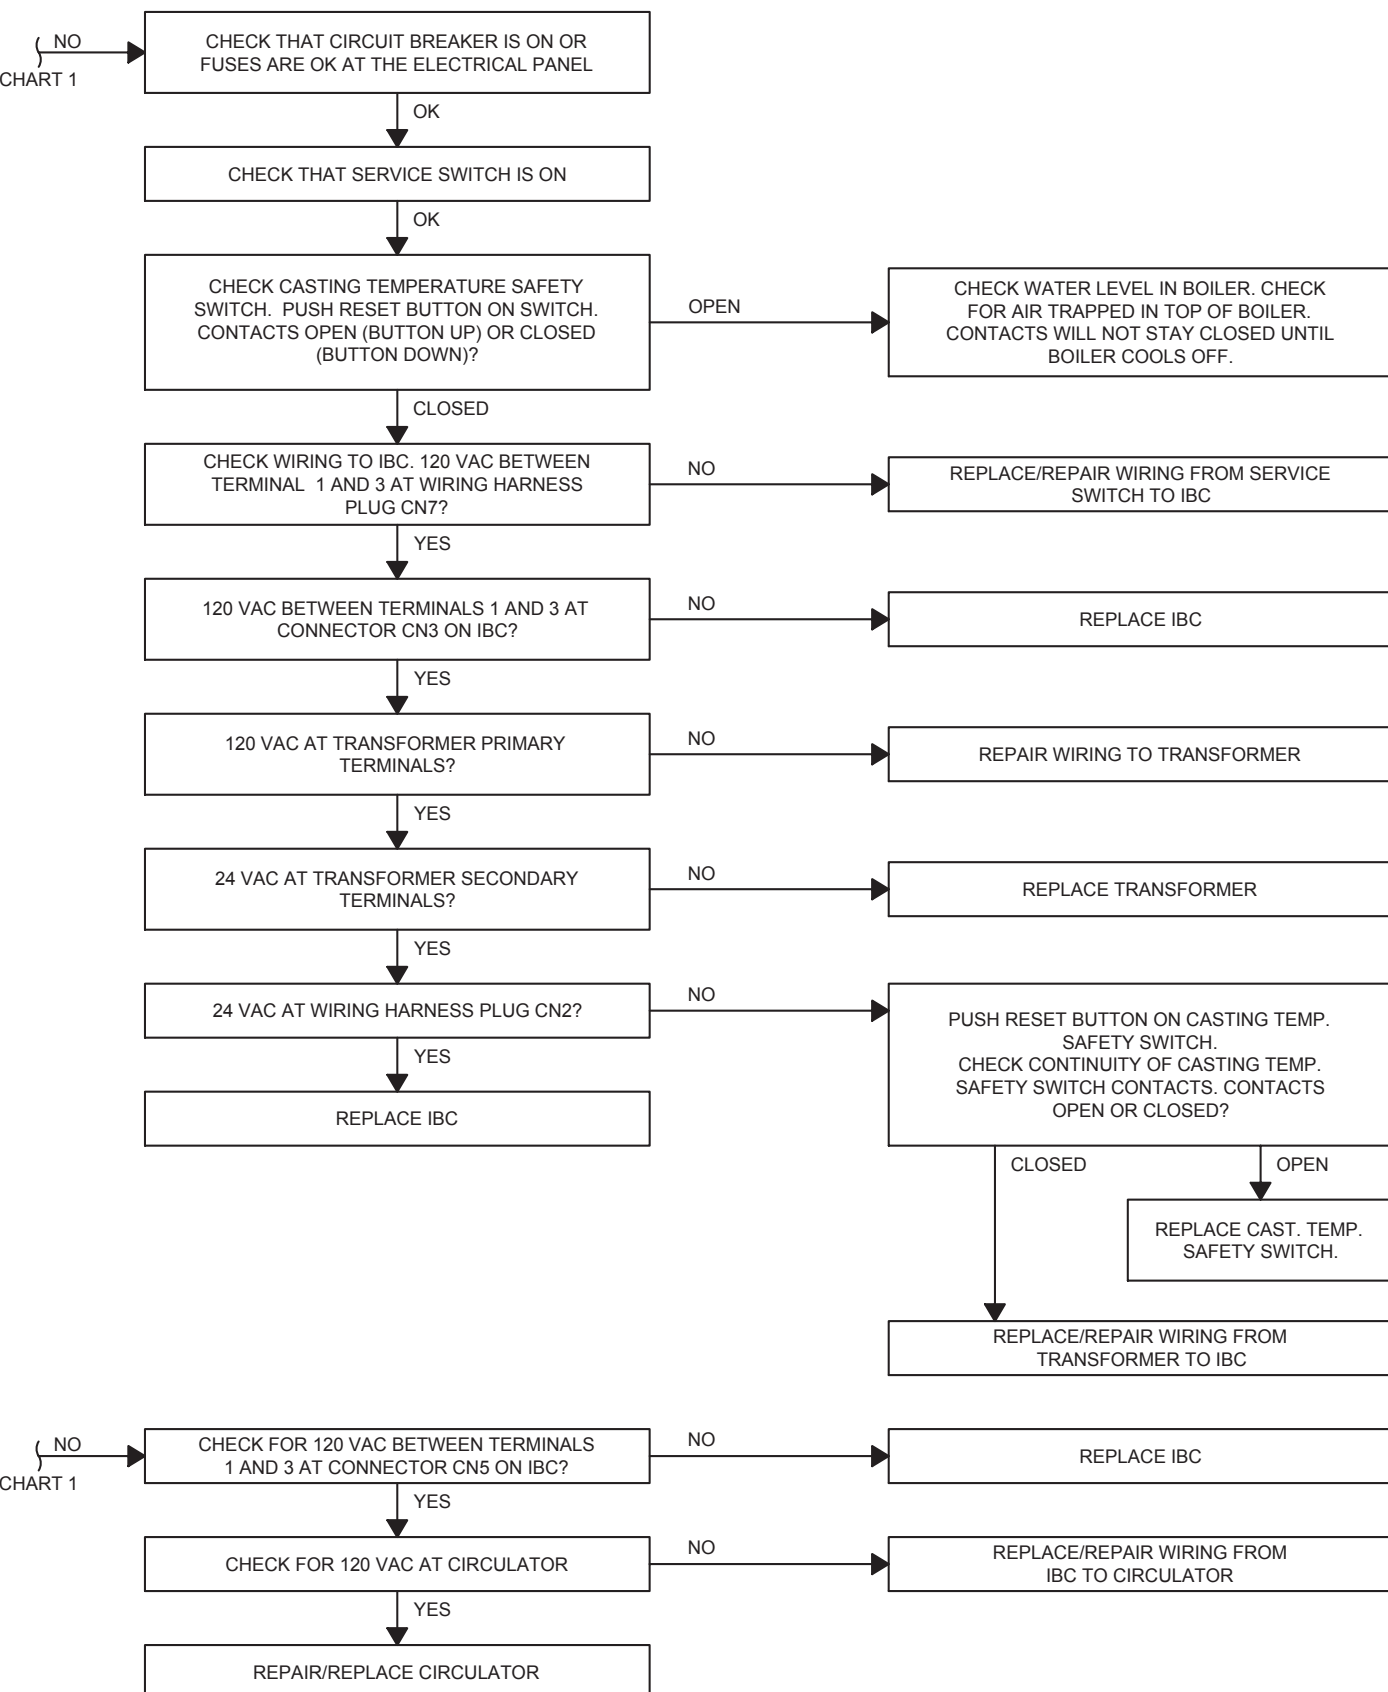 NO
CHART 1
CHECK THAT CIRCUIT BREAKER IS ON OR
FUSES ARE OK AT THE ELECTRICAL PANEL
OK
CHECK THAT SERVICE SWITCH IS ON
OK
CHECK CASTING TEMPERATURE SAFETY
SWITCH. PUSH RESET BUTTON ON SWITCH.
CONTACTS OPEN (BUTTON UP) OR CLOSED
(BUTTON DOWN)?
OPEN
CHECK WATER LEVEL IN BOILER. CHECK
FOR AIR TRAPPED IN TOP OF BOILER.
CONTACTS WILL NOT STAY CLOSED UNTIL
BOILER COOLS OFF.
CLOSED
CHECK WIRING TO IBC. 120 VAC BETWEEN
TERMINAL 1 AND 3 AT WIRING HARNESS
PLUG CN7?
NO
REPLACE/REPAIR WIRING FROM SERVICE
SWITCH TO IBC
YES
120 VAC BETWEEN TERMINALS 1 AND 3 AT
CONNECTOR CN3 ON IBC?
NO
REPLACE IBC
YES
120 VAC AT TRANSFORMER PRIMARY
TERMINALS?
NO
REPAIR WIRING TO TRANSFORMER
YES
24 VAC AT TRANSFORMER SECONDARY
TERMINALS?
NO
REPLACE TRANSFORMER
YES
24 VAC AT WIRING HARNESS PLUG CN2?
NO
PUSH RESET BUTTON ON CASTING TEMP.
SAFETY SWITCH.
CHECK CONTINUITY OF CASTING TEMP.
SAFETY SWITCH CONTACTS. CONTACTS
OPEN OR CLOSED?
YES
REPLACE IBC
CLOSED
OPEN
REPLACE CAST. TEMP.
SAFETY SWITCH.
REPLACE/REPAIR WIRING FROM
TRANSFORMER TO IBC
NO
CHART 1
CHECK FOR 120 VAC BETWEEN TERMINALS
1 AND 3 AT CONNECTOR CN5 ON IBC?
NO
REPLACE IBC
YES
CHECK FOR 120 VAC AT CIRCULATOR
NO
REPLACE/REPAIR WIRING FROM
IBC TO CIRCULATOR
YES
REPAIR/REPLACE CIRCULATOR